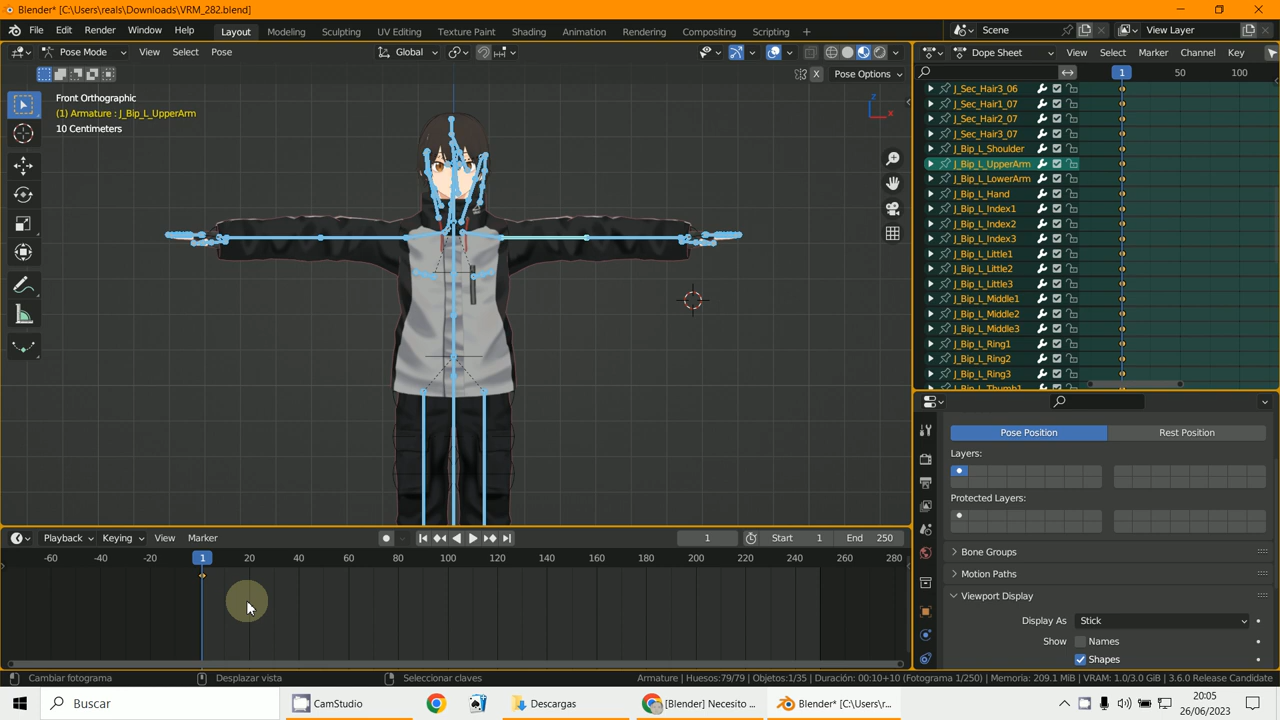 Blender* [C:\Users\reals\Downloads\VRM_282.blend]
File Edit Render Window Help Layout Modeling Sculpting UV Editing Texture Paint Shading Animation Rendering Compositing Scripting + Scene View Layer
Pose Mode View Select Pose Global
X Pose Options
Front Orthographic
(1) Armature : J_Bip_L_UpperArm
10 Centimeters
Z
X
Dope Sheet View Select Marker Channel Key
1 50 100
J_Sec_Hair3_06
J_Sec_Hair1_07
J_Sec_Hair2_07
J_Sec_Hair3_07
J_Bip_L_Shoulder
J_Bip_L_UpperArm
J_Bip_L_LowerArm
J_Bip_L_Hand
J_Bip_L_Index1
J_Bip_L_Index2
J_Bip_L_Index3
J_Bip_L_Little1
J_Bip_L_Little2
J_Bip_L_Little3
J_Bip_L_Middle1
J_Bip_L_Middle2
J_Bip_L_Middle3
J_Bip_L_Ring1
J_Bip_L_Ring2
J_Bip_L_Ring3
J_Bip_L_Thumb1
Pose Position Rest Position
Layers:
Protected Layers:
Bone Groups
Motion Paths
Viewport Display
Display As Stick
Show Names
Shapes
Playback Keying View Marker 1 Start 1 End 250
-60 -40 -20 1 20 40 60 80 100 120 140 160 180 200 220 240 260 280
Cambiar fotograma Desplazar vista Seleccionar claves Armature | Huesos:79/79 | Objetos:1/35 | Duración: 00:10+10 (Fotograma 1/250) | Memoria: 209.1 MiB | VRAM: 1.0/3.0 GiB | 3.6.0 Release Candidate
Buscar CamStudio Descargas [Blender] Necesito ... Blender* [C:\Users\r... 20:05
26/06/2023